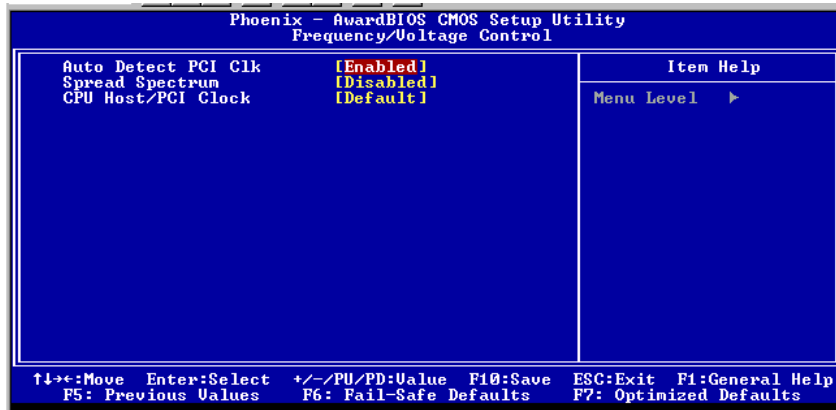 Phoenix - AwardBIOS CMOS Setup Utility
Frequency/Voltage Control
Auto Detect PCI Clk [Enabled]
Spread Spectrum [Disabled]
CPU Host/PCI Clock [Default]
Item Help
Menu Level ►
↑↓→←:Move Enter:Select +/-/PU/PD:Value F10:Save ESC:Exit F1:General Help
F5: Previous Values F6: Fail-Safe Defaults F7: Optimized Defaults